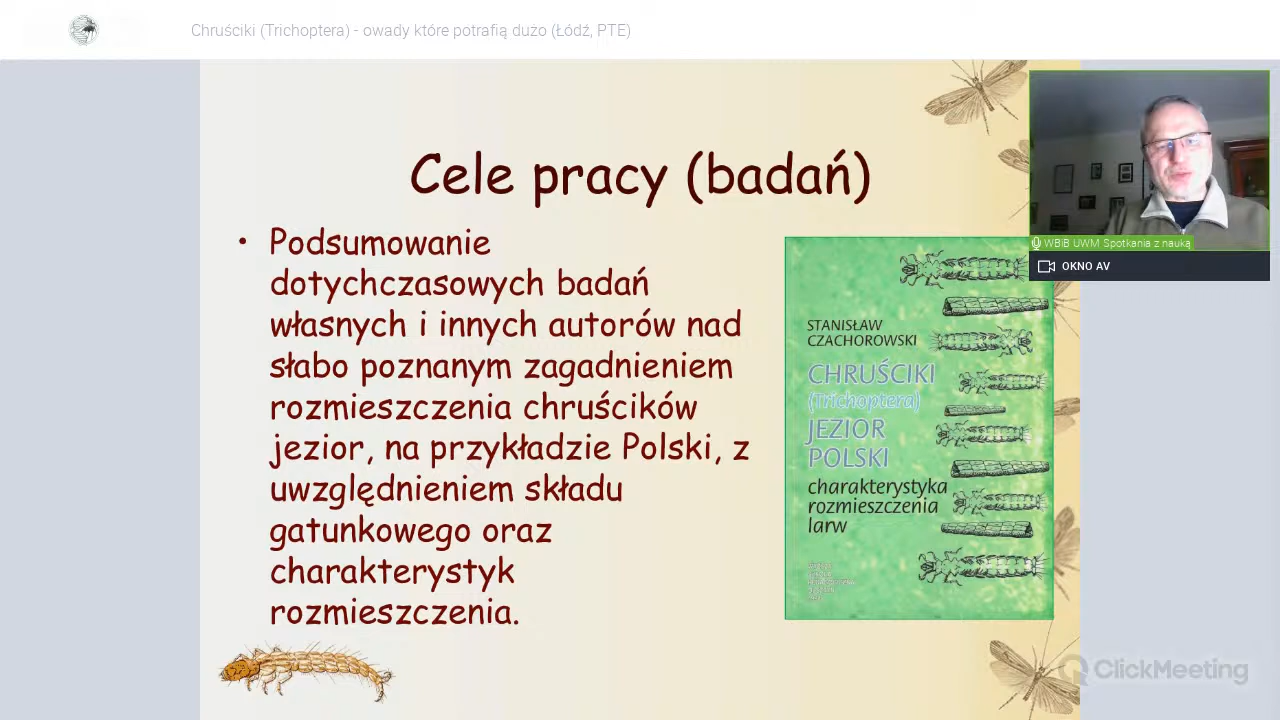 Chruściki (Trichoptera) - owady które potrafią dużo (Łódź, PTE)
Cele pracy (badań)
• Podsumowanie
dotychczasowych badań
własnych i innych autorów nad
słabo poznanym zagadnieniem
rozmieszczenia chruścików
jezior, na przykładzie Polski, z
uwzględnieniem składu
gatunkowego oraz
charakterystyk
rozmieszczenia.
STANISŁAW
CZACHOROWSKI
CHRUŚCIKI
(Trichoptera)
JEZIOR
POLSKI
charakterystyka
rozmieszczenia
larw
WBiB UWM Spotkania z nauką
OKNO AV
ClickMeeting